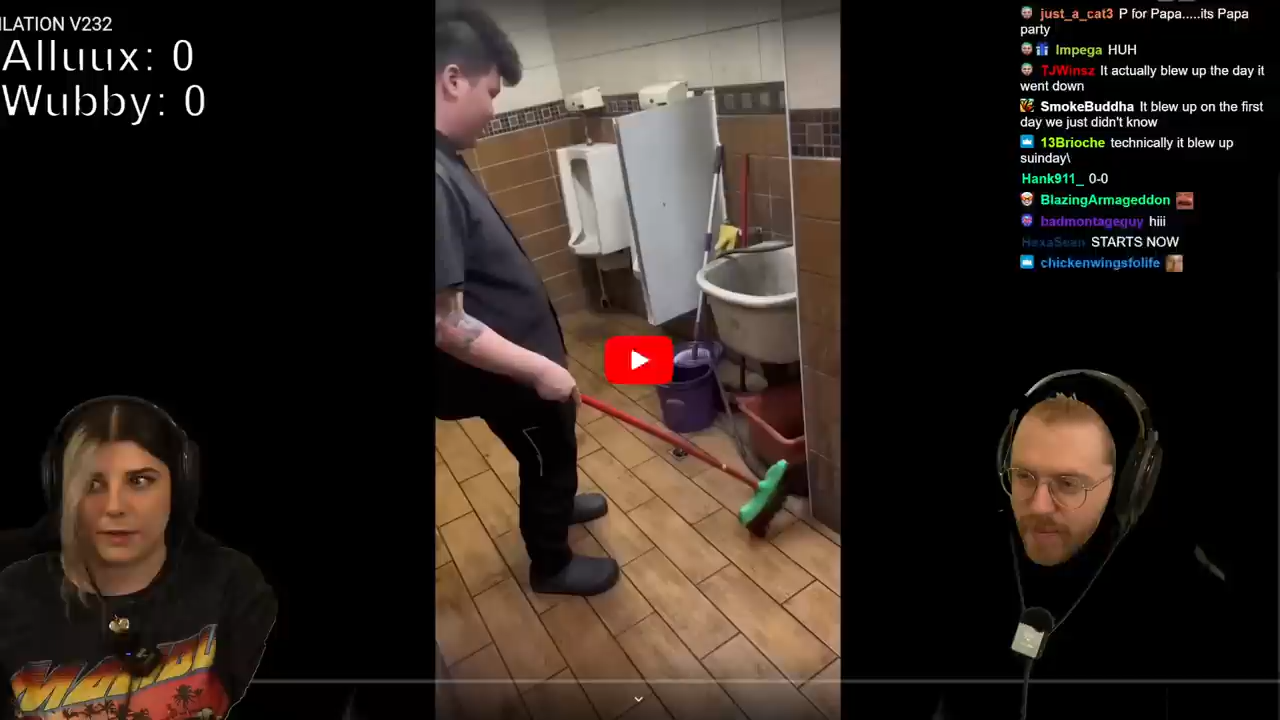 ILATION V232
Alluux: 0
Wubby: 0
just_a_cat3 P for Papa.....its Papa
party
Impega HUH
TJWinsz It actually blew up the day it
went down
SmokeBuddha It blew up on the first
day we just didn't know
13Brioche technically it blew up
suinday\
Hank911_ 0-0
BlazingArmageddon
badmontageguy hiii
HexaSean STARTS NOW
chickenwingsfolife